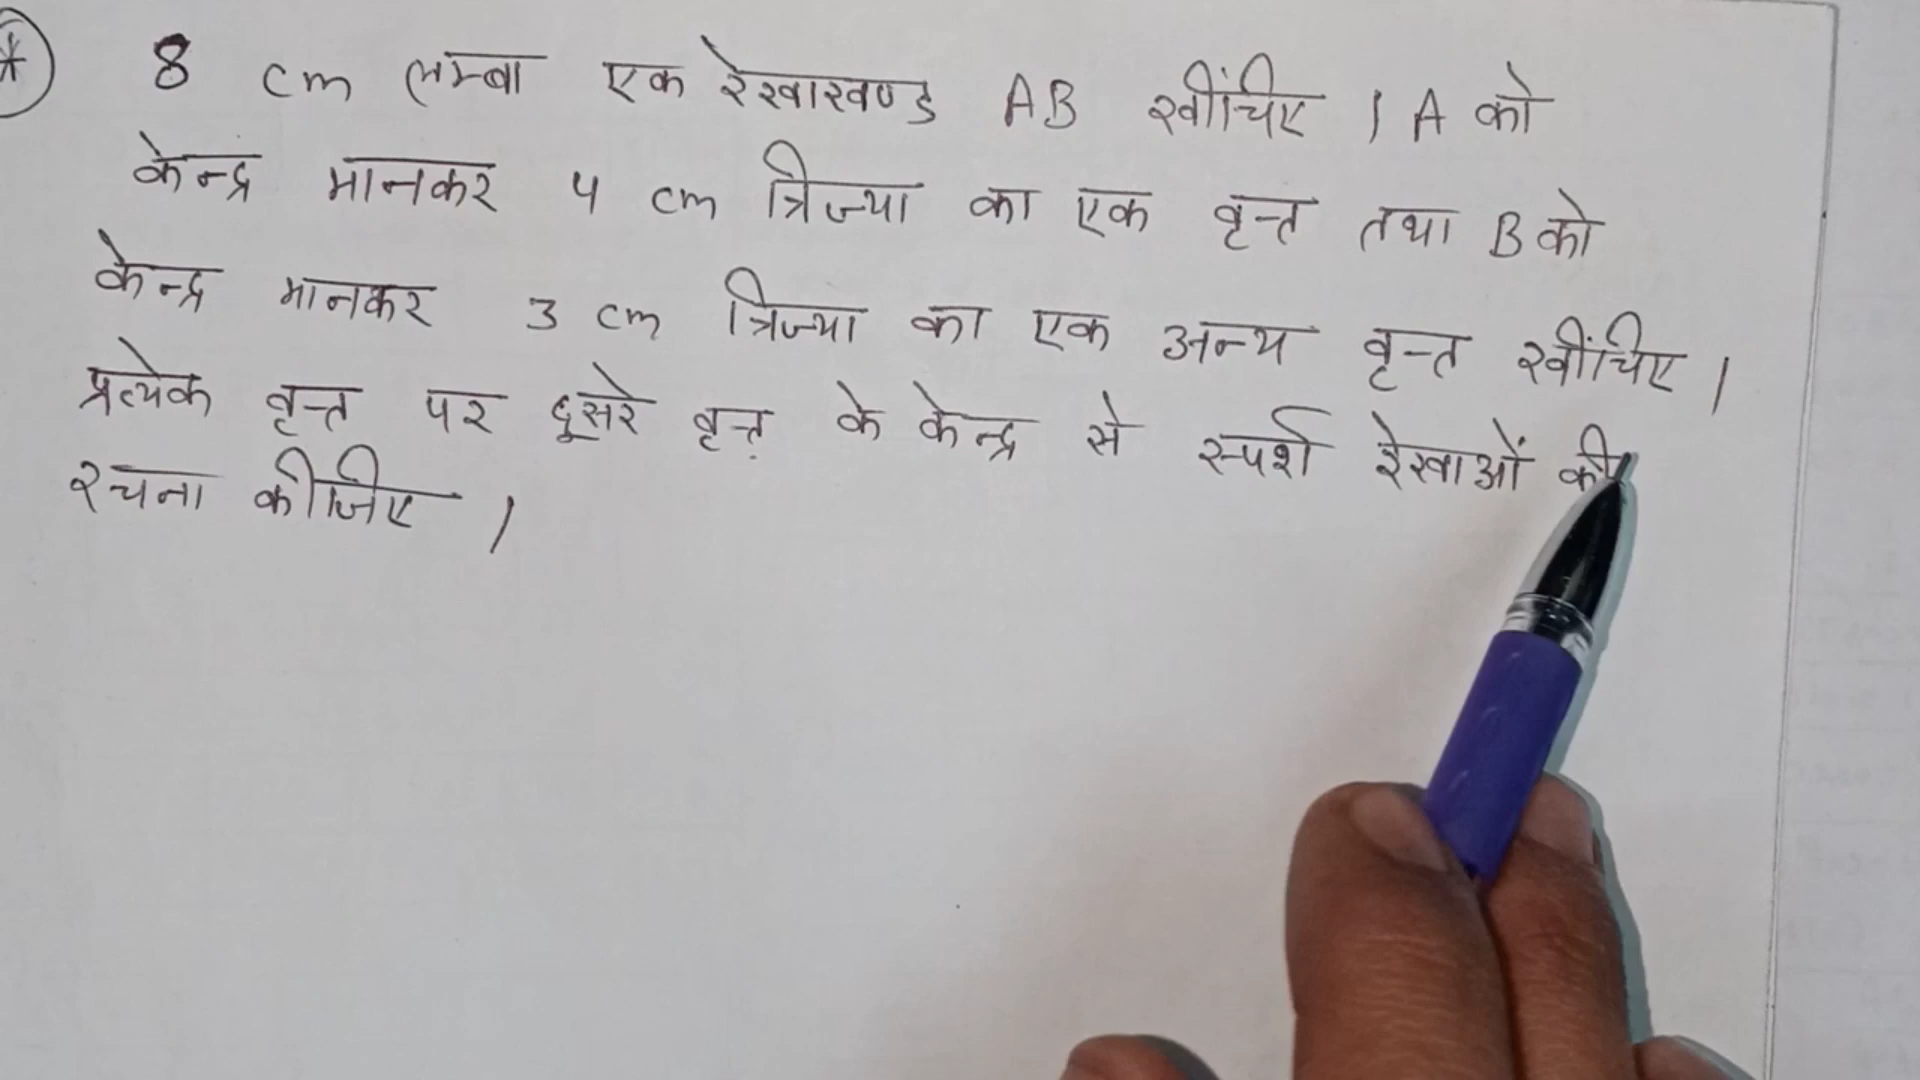 * 8 cm लम्बा एक रेखाखण्ड AB खींचिए । A को
केन्द्र मानकर 4 cm त्रिज्या का एक वृत्त तथा B को
केन्द्र मानकर 3 cm त्रिज्या का एक अन्य वृत्त खींचिए ।
प्रत्येक वृत्त पर दूसरे वृत्त के केन्द्र से स्पर्श रेखाओं की
रचना कीजिए ।